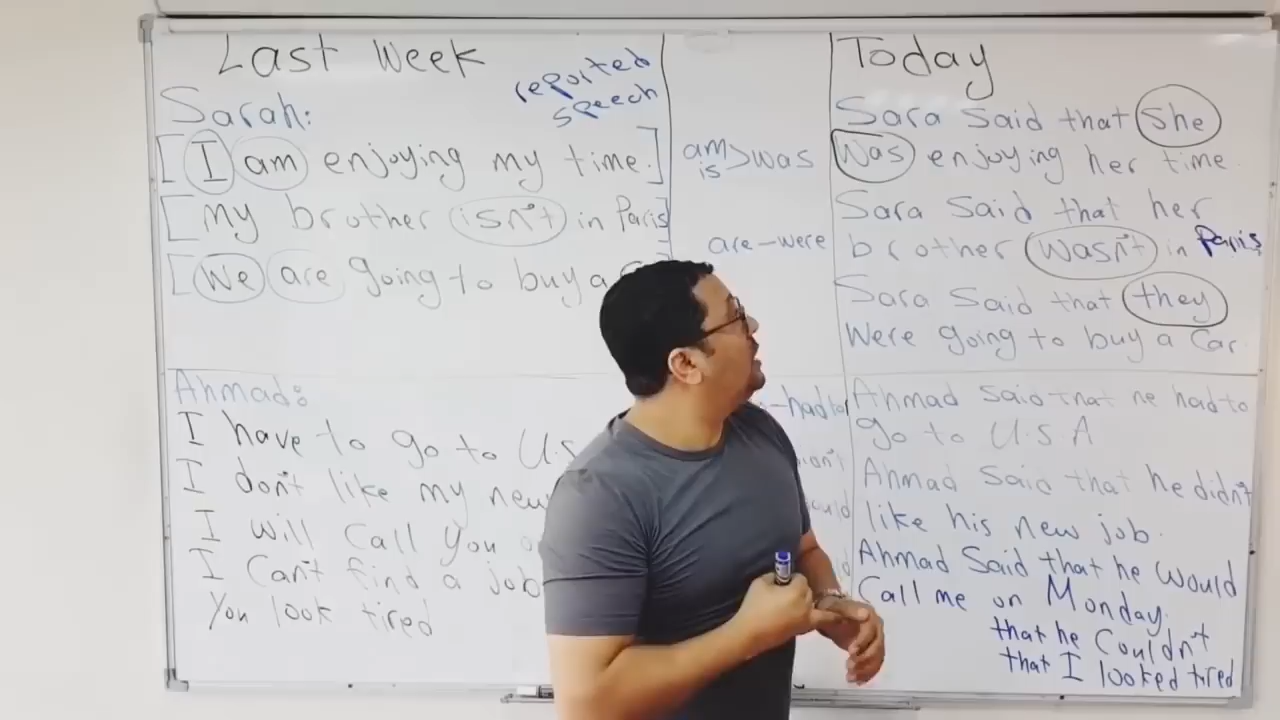 Last Week
reported
speech
Sarah:
[I am enjoying my time.]
[My brother isn't in Paris]
[We are going to buy a
Ahmad:
I have to go to U.S
I don't like my new
I will Call you
I Can't find a job
You look tired
am
is >was
are-were
-had to
Today
Sara Said that she
Was enjoying her time.
Sara Said that her
brother wasn't in Paris
Sara Said that they
Were going to buy a Car.
Ahmad said that he had to
go to U.S.A
Ahmad Said that he didn't
like his new job.
Ahmad Said that he would
Call me on Monday.
that he Couldn't
that I looked tired